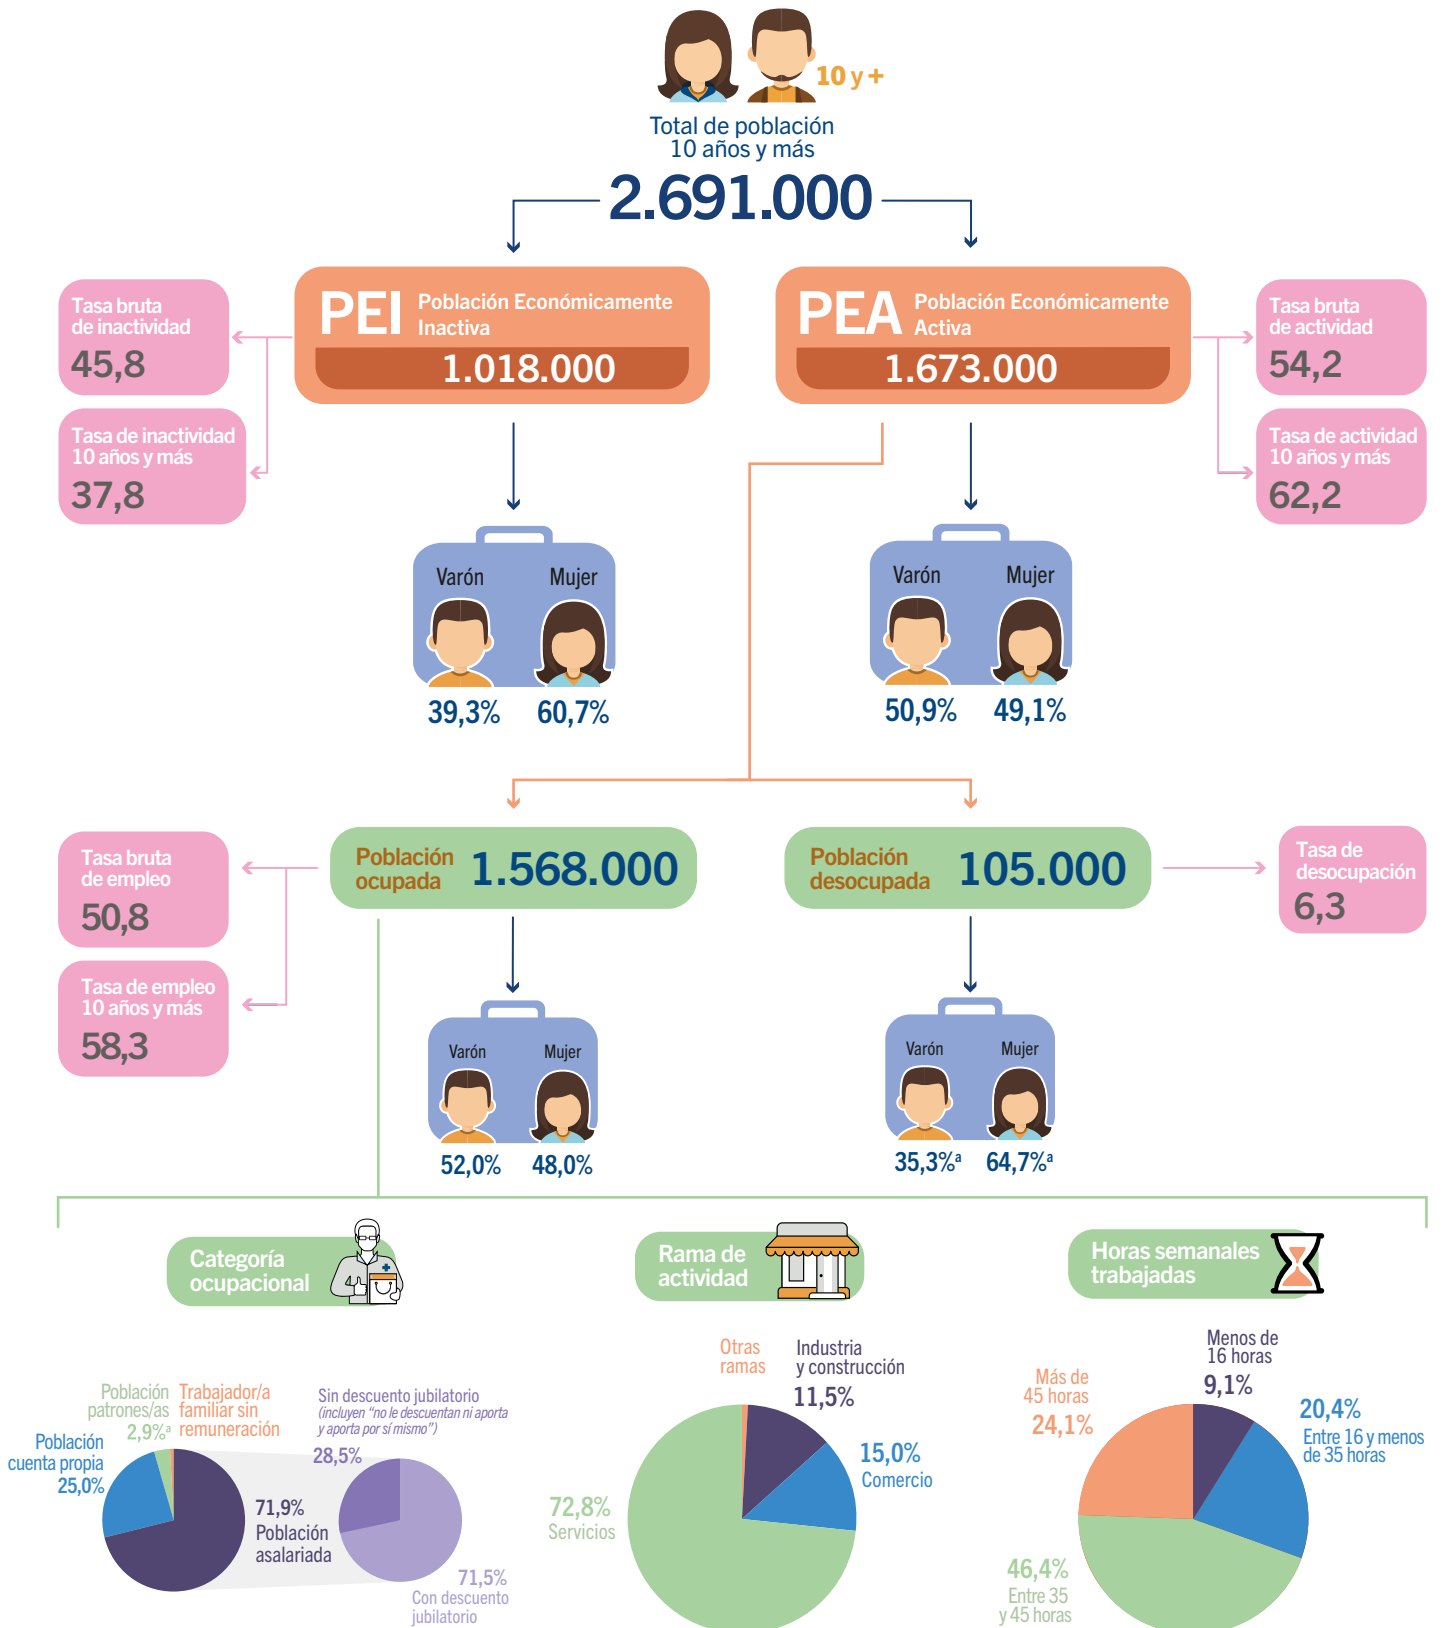 10 y +
Total de población
10 años y más
2.691.000
Tasa bruta
de inactividad
45,8
Tasa de inactividad
10 años y más
37,8
PEI Población Económicamente
Inactiva
1.018.000
PEA Población Económicamente
Activa
1.673.000
Tasa bruta
de actividad
54,2
Tasa de actividad
10 años y más
62,2
Varón Mujer
39,3% 60,7%
Varón Mujer
50,9% 49,1%
Tasa bruta
de empleo
50,8
Tasa de empleo
10 años y más
58,3
Población
ocupada 1.568.000
Población
desocupada 105.000
Tasa de
desocupación
6,3
Varón Mujer
52,0% 48,0%
Varón Mujer
35,3%ª 64,7%ª
Categoría
ocupacional
Población
patrones/as
2,9%ª
Trabajador/a
familiar sin
remuneración
Población
cuenta propia
25,0%
71,9%
Población
asalariada
Sin descuento jubilatorio
(incluyen “no le descuentan ni aporta
y aporta por sí mismo”)
28,5%
71,5%
Con descuento
jubilatorio
Rama de
actividad
Otras
ramas
Industria
y construcción
11,5%
15,0%
Comercio
72,8%
Servicios
Horas semanales
trabajadas
Menos de
16 horas
9,1%
Más de
45 horas
24,1%
20,4%
Entre 16 y menos
de 35 horas
46,4%
Entre 35
y 45 horas